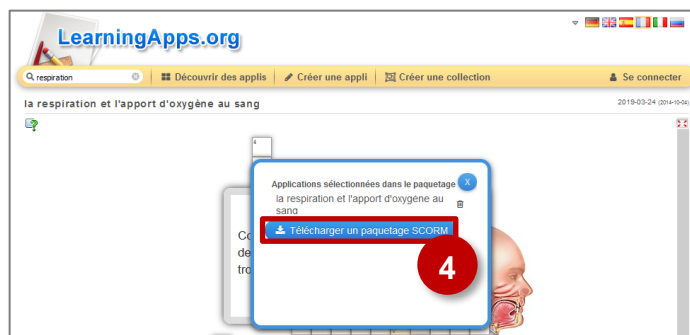 LearningApps.org
respiration
Découvrir des applis
Créer une appli
Créer une collection
Se connecter
la respiration et l'apport d'oxygène au sang
2019-03-24 (2014-10-04)
Applications sélectionnées dans le paquetage
X
la respiration et l'apport d'oxygène au
sang
Télécharger un paquetage SCORM
4
de
tro